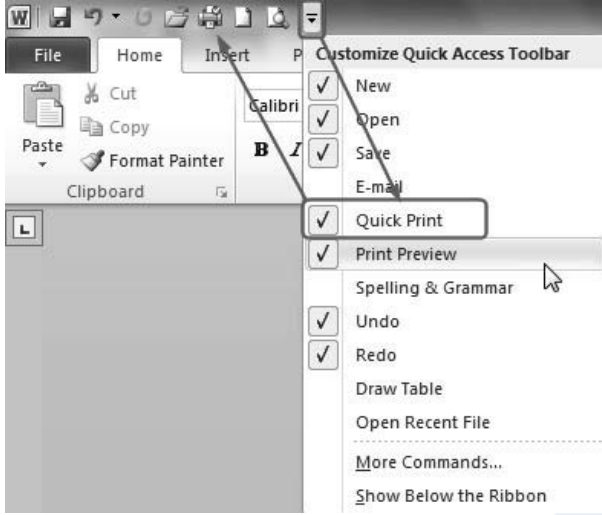 W
File Home Insert P
Customize Quick Access Toolbar
Cut
Copy
Format Painter
Paste
Clipboard
Calibri
B I
New
Open
Save
E-mail
Quick Print
Print Preview
Spelling & Grammar
Undo
Redo
Draw Table
Open Recent File
More Commands...
Show Below the Ribbon